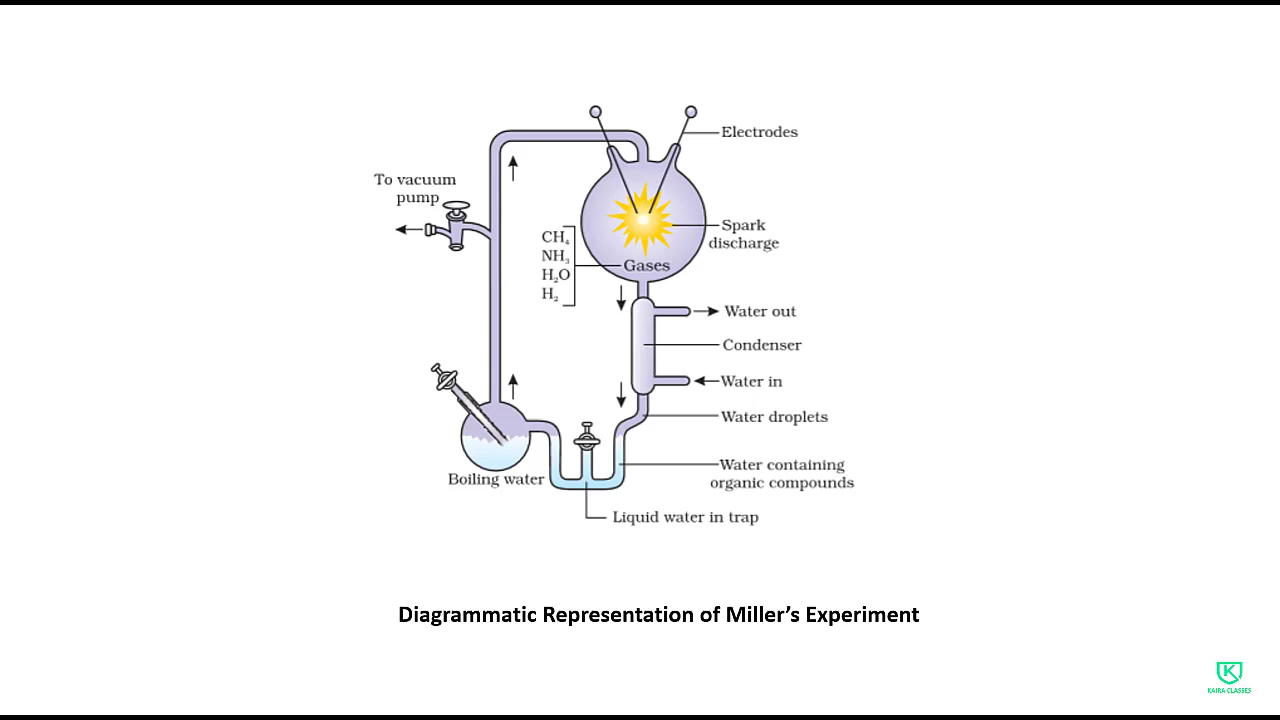 Electrodes
To vacuum
pump
Spark
discharge
CH₄
NH₃
H₂O
H₂
Gases
Water out
Condenser
Water in
Water droplets
Water containing
organic compounds
Boiling water
Liquid water in trap
Diagrammatic Representation of Miller’s Experiment
K
KAIRA CLASSES